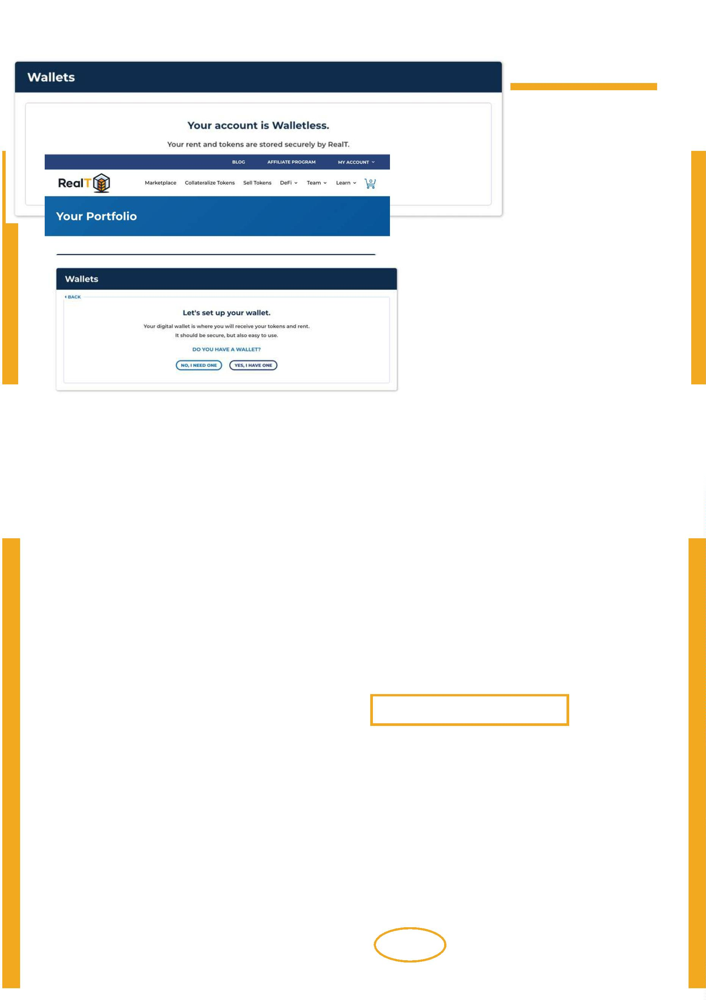 Wallets
Your account is Walletless.
Your rent and tokens are stored securely by RealT.
BLOG AFFILIATE PROGRAM MY ACCOUNT
RealT Marketplace Collateralize Tokens Sell Tokens DeFi Team Learn 0
Your Portfolio
Wallets
BACK
Let's set up your wallet.
Your digital wallet is where you will receive your tokens and rent.
It should be secure, but also easy to use.
DO YOU HAVE A WALLET?
NO, I NEED ONE YES, I HAVE ONE